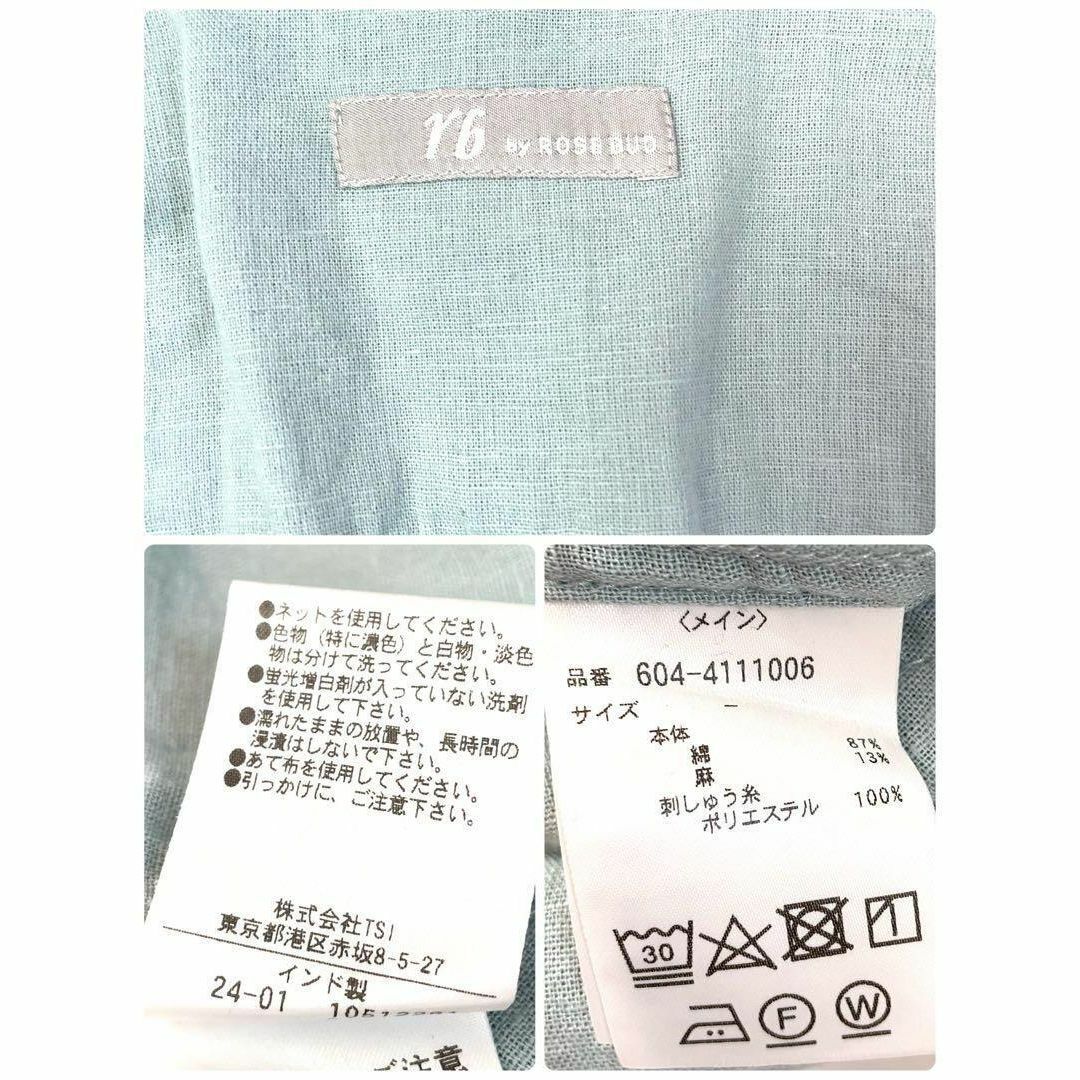 rb by ROSE BUD
●ネットを使用してください。
●色物（特に濃色）と白物・淡色
物は分けて洗ってください。
●蛍光増白剤が入っていない洗剤
を使用して下さい。
●濡れたままの放置や、長時間の
浸漬はしないで下さい。
●あて布を使用してください。
●引っかけに、ご注意下さい。
株式会社TSI
東京都港区赤坂8-5-27
インド製
24-01
ご注意
〈メイン〉
品番 604-4111006
サイズ -
本体
綿 87%
麻 13%
刺しゅう糸
ポリエステル 100%
30
F W